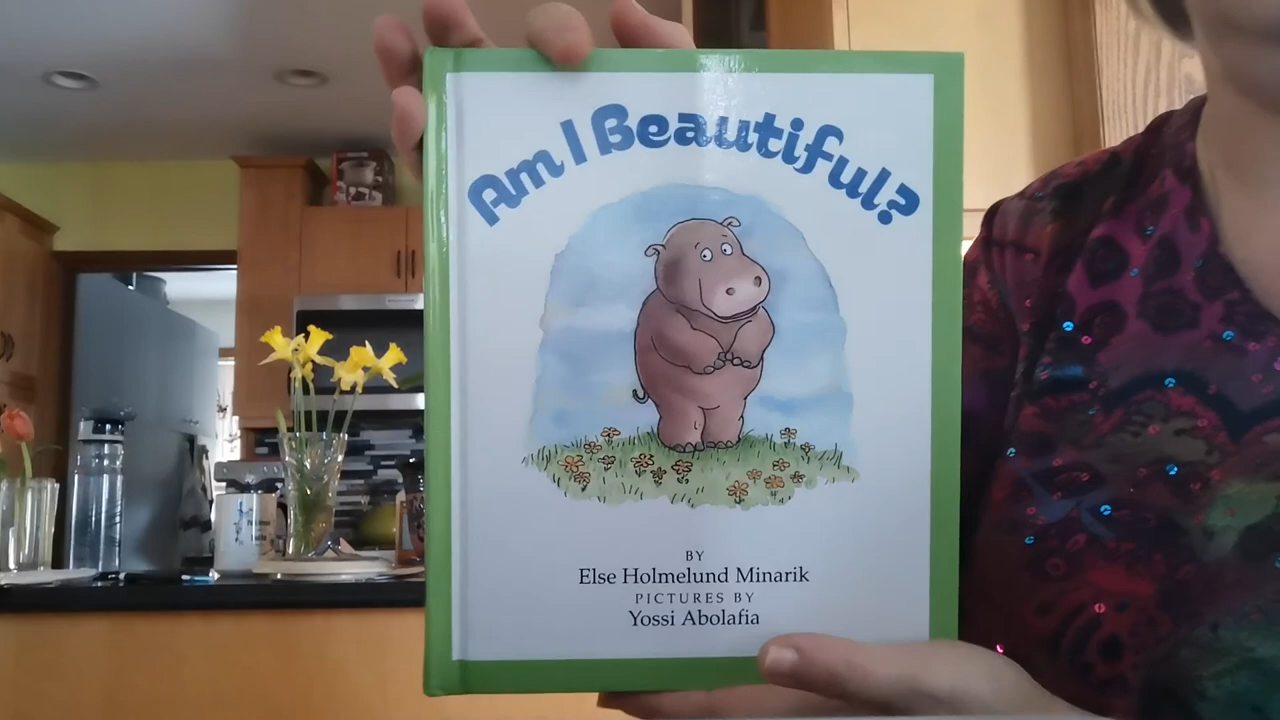 Am I Beautiful?
BY
Else Holmelund Minarik
PICTURES BY
Yossi Abolafia